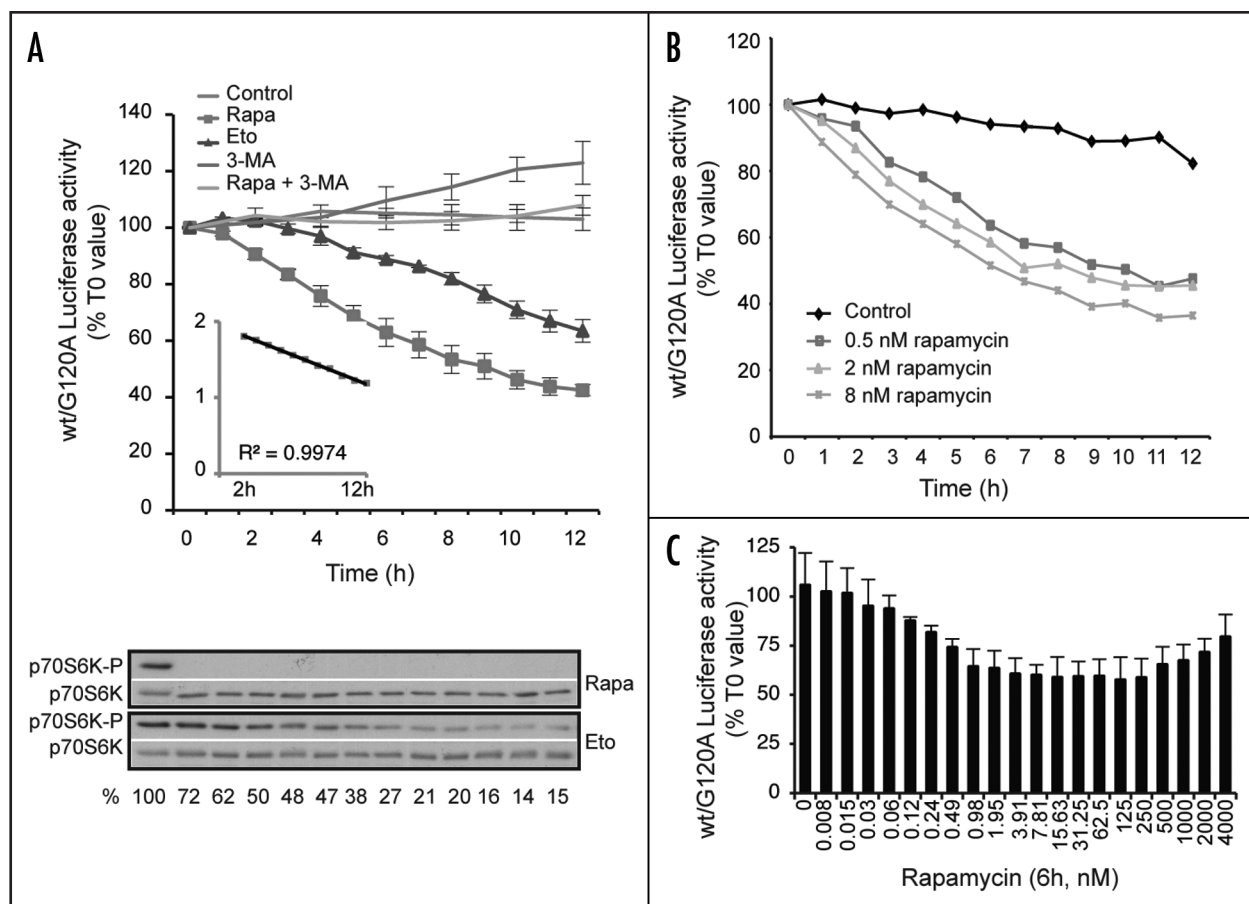 A
Control
Rapa
Eto
3-MA
Rapa + 3-MA
wt/G120A Luciferase activity
(% T0 value)
140
120
100
80
60
40
20
0
2
1
0
R² = 0.9974
2h 12h
0 2 4 6 8 10 12
Time (h)
p70S6K-P
p70S6K
Rapa
p70S6K-P
p70S6K
Eto
% 100 72 62 50 48 47 38 27 21 20 16 14 15
B
wt/G120A Luciferase activity
(% T0 value)
120
100
80
60
40
20
0
Control
0.5 nM rapamycin
2 nM rapamycin
8 nM rapamycin
0 1 2 3 4 5 6 7 8 9 10 11 12
Time (h)
C
wt/G120A Luciferase activity
(% T0 value)
125
100
75
50
25
0
0 0.008 0.015 0.03 0.06 0.12 0.24 0.49 0.98 1.95 3.91 7.81 15.63 31.25 62.5 125 250 500 1000 2000 4000
Rapamycin (6h, nM)